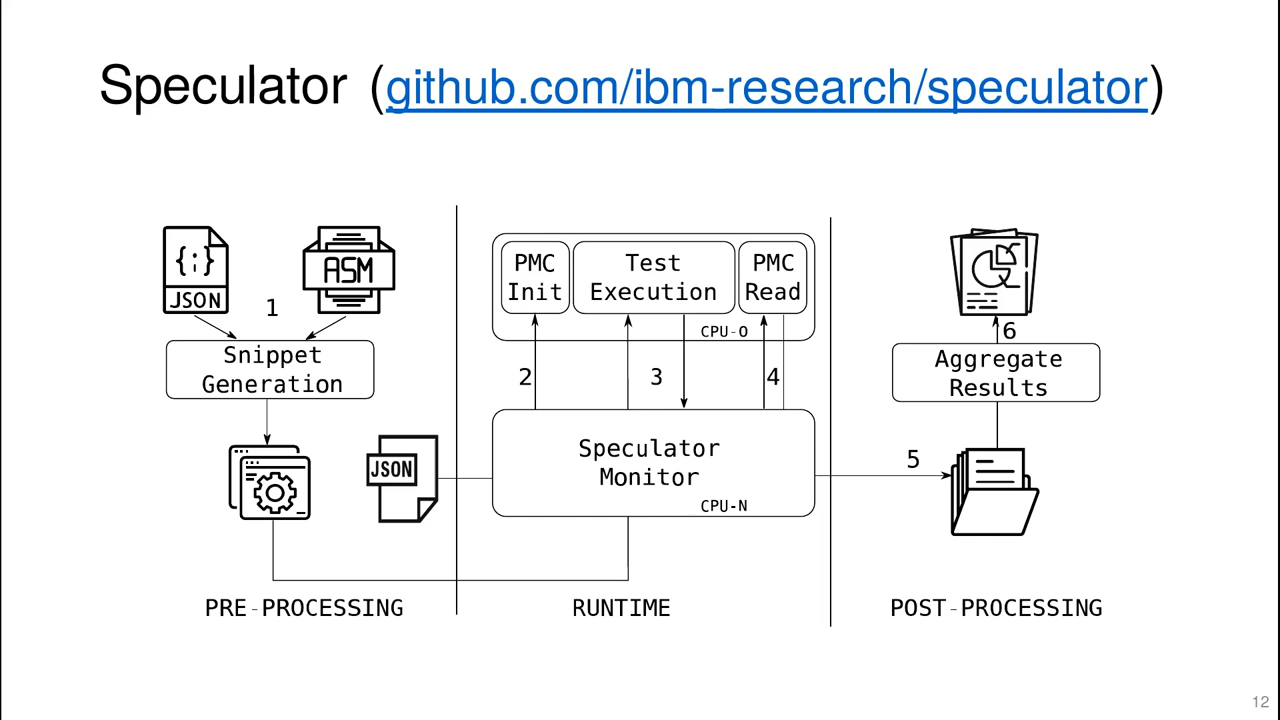 Speculator (github.com/ibm-research/speculator)
{;}
JSON
ASM
1
Snippet
Generation
JSON
PRE-PROCESSING
PMC
Init
Test
Execution
PMC
Read
CPU-0
2
3
4
Speculator
Monitor
CPU-N
RUNTIME
6
Aggregate
Results
5
POST-PROCESSING
12